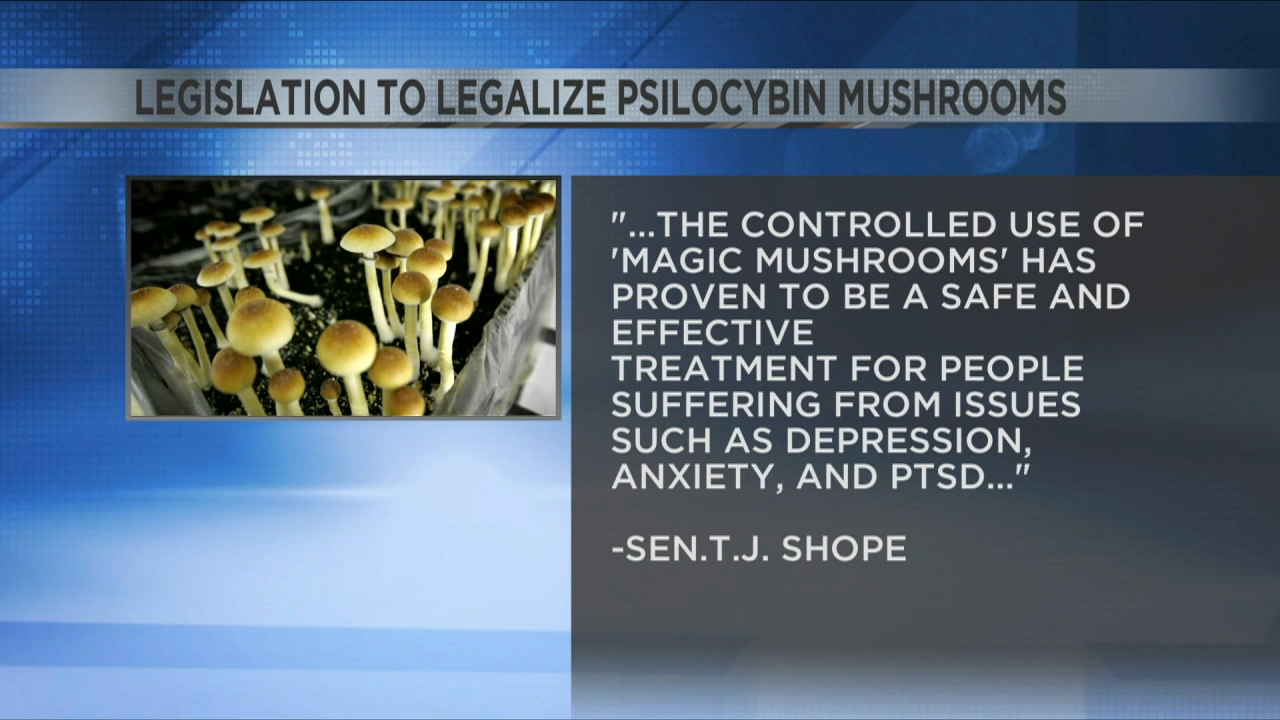 LEGISLATION TO LEGALIZE PSILOCYBIN MUSHROOMS
"...THE CONTROLLED USE OF
'MAGIC MUSHROOMS' HAS
PROVEN TO BE A SAFE AND
EFFECTIVE
TREATMENT FOR PEOPLE
SUFFERING FROM ISSUES
SUCH AS DEPRESSION,
ANXIETY, AND PTSD..."
-SEN.T.J. SHOPE